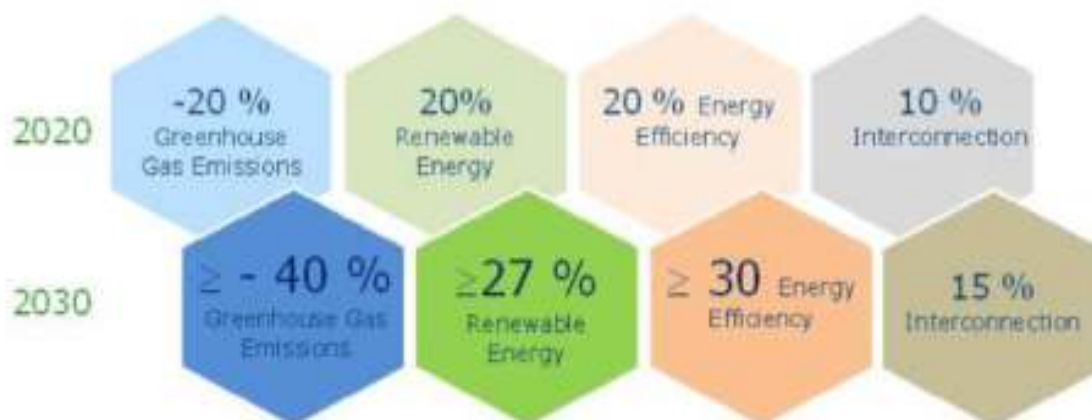 2020
-20 %
Greenhouse
Gas Emissions
20%
Renewable
Energy
20 % Energy
Efficiency
10 %
Interconnection
2030
≥ - 40 %
Greenhouse Gas
Emissions
≥27 %
Renewable
Energy
≥ 30 Energy
Efficiency
15 %
Interconnection